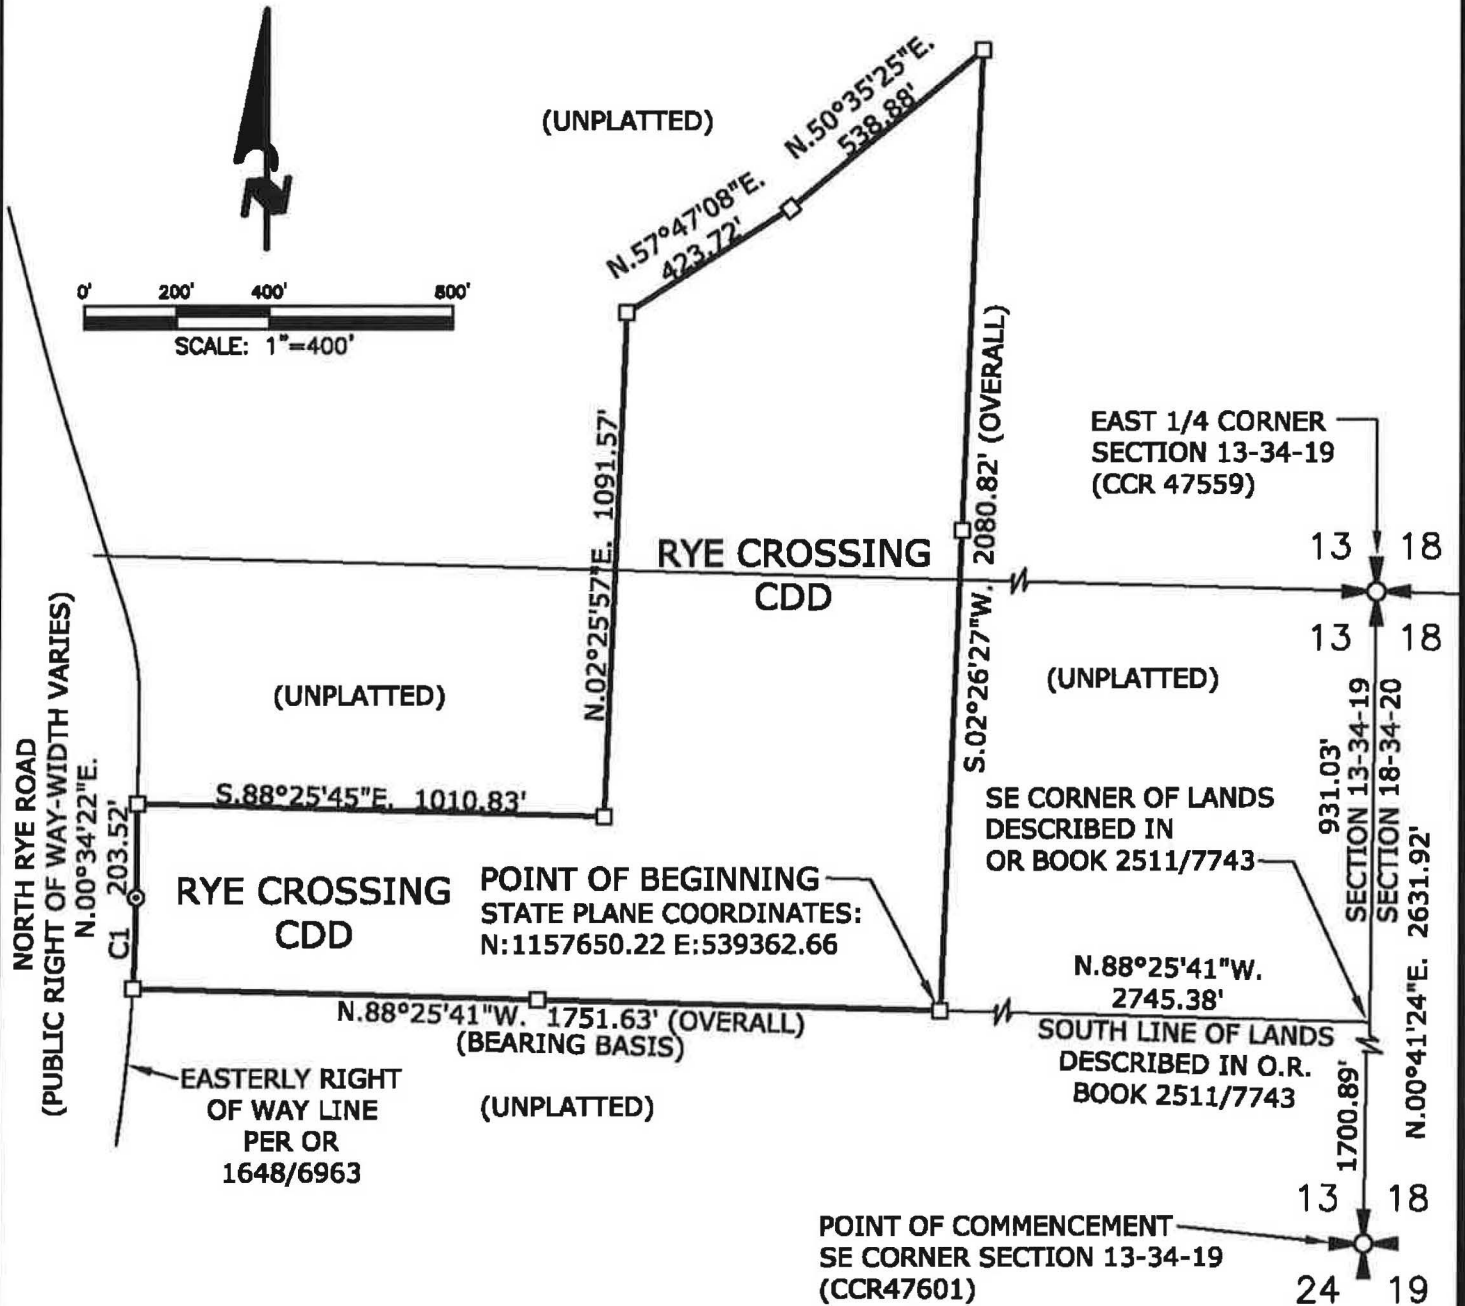 N.50°35'25"E.
538.88'
(UNPLATTED)
N.57°47'08"E.
423.72'
N
0' 200' 400' 800'
SCALE: 1"=400'
N.02°25'57"E. 1091.57'
S.02°26'27"W. 2080.82' (OVERALL)
EAST 1/4 CORNER
SECTION 13-34-19
(CCR 47559)
13 18
13 18
RYE CROSSING
CDD
(UNPLATTED)
(UNPLATTED)
NORTH RYE ROAD
(PUBLIC RIGHT OF WAY-WIDTH VARIES)
N.00°34'22"E.
203.52'
C1
S.88°25'45"E. 1010.83'
RYE CROSSING
CDD
POINT OF BEGINNING
STATE PLANE COORDINATES:
N:1157650.22 E:539362.66
SE CORNER OF LANDS
DESCRIBED IN
OR BOOK 2511/7743
931.03'
SECTION 13-34-19
SECTION 18-34-20
N.00°41'24"E. 2631.92'
N.88°25'41"W. 1751.63' (OVERALL)
(BEARING BASIS)
N.88°25'41"W.
2745.38'
SOUTH LINE OF LANDS
DESCRIBED IN O.R.
BOOK 2511/7743
1700.89'
EASTERLY RIGHT
OF WAY LINE
PER OR
1648/6963
(UNPLATTED)
13 18
POINT OF COMMENCEMENT
SE CORNER SECTION 13-34-19
(CCR47601)
24 19